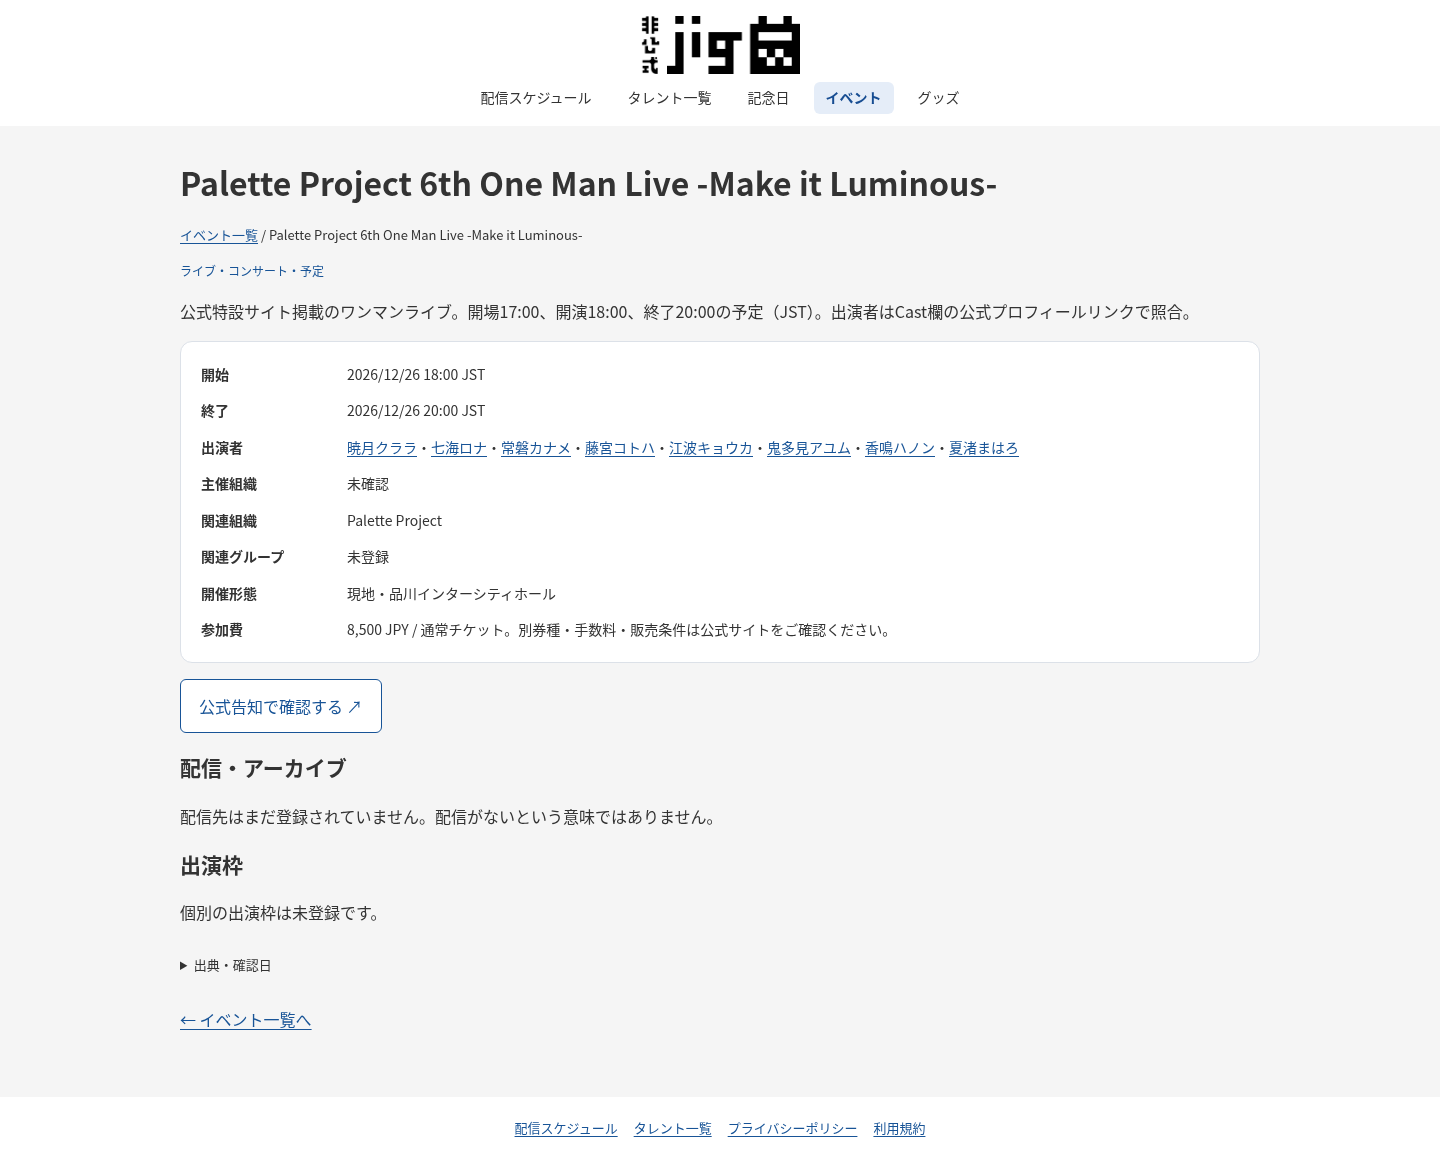 非公式 jig
配信スケジュール タレント一覧 記念日 イベント グッズ
Palette Project 6th One Man Live -Make it Luminous-
イベント一覧 / Palette Project 6th One Man Live -Make it Luminous-
ライブ・コンサート・予定
公式特設サイト掲載のワンマンライブ。開場17:00、開演18:00、終了20:00の予定（JST）。出演者はCast欄の公式プロフィールリンクで照合。
開始 2026/12/26 18:00 JST
終了 2026/12/26 20:00 JST
出演者 暁月クララ・七海ロナ・常磐カナメ・藤宮コトハ・江波キョウカ・鬼多見アユム・香鳴ハノン・夏渚まはろ
主催組織 未確認
関連組織 Palette Project
関連グループ 未登録
開催形態 現地・品川インターシティホール
参加費 8,500 JPY / 通常チケット。別券種・手数料・販売条件は公式サイトをご確認ください。
公式告知で確認する ↗
配信・アーカイブ
配信先はまだ登録されていません。配信がないという意味ではありません。
出演枠
個別の出演枠は未登録です。
▶ 出典・確認日
← イベント一覧へ
配信スケジュール タレント一覧 プライバシーポリシー 利用規約